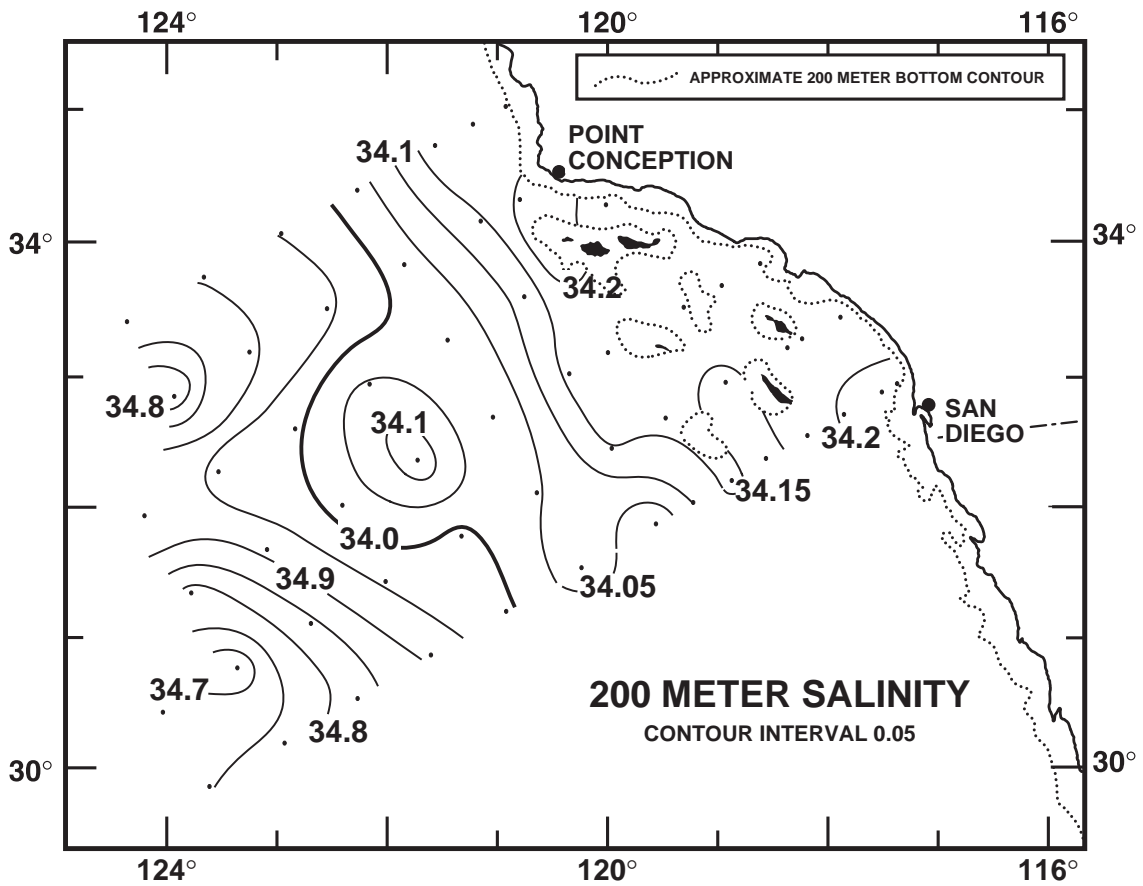 124° 120° 116°
APPROXIMATE 200 METER BOTTOM CONTOUR
POINT
CONCEPTION
34.1
34° 34°
34.2
34.8
34.1
SAN
DIEGO
34.2
34.15
34.0
34.9
34.05
34.7
200 METER SALINITY
34.8
CONTOUR INTERVAL 0.05
30° 30°
124° 120° 116°